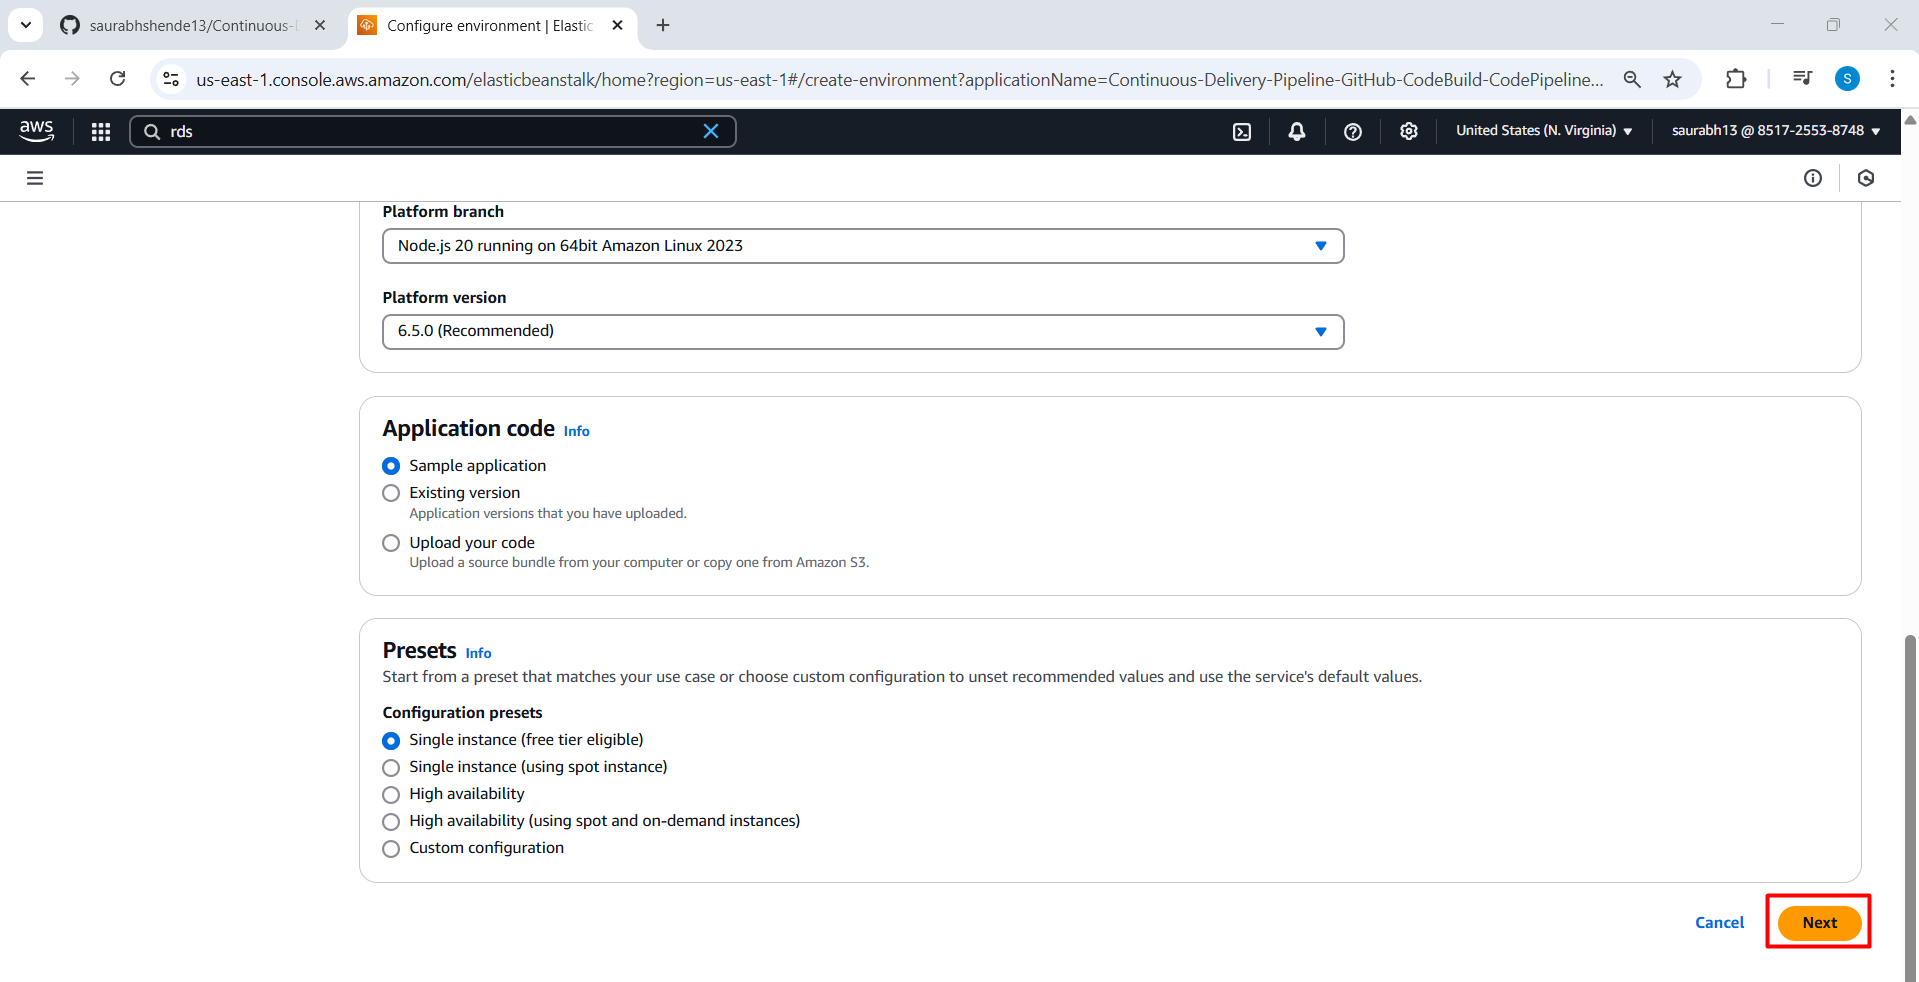 saurabhshende13/Continuous-D
Configure environment | Elastic
us-east-1.console.aws.amazon.com/elasticbeanstalk/home?region=us-east-1#/create-environment?applicationName=Continuous-Delivery-Pipeline-GitHub-CodeBuild-CodePipeline...
S
aws
rds
United States (N. Virginia)
saurabh13 @ 8517-2553-8748
Platform branch
Node.js 20 running on 64bit Amazon Linux 2023
Platform version
6.5.0 (Recommended)
Application code Info
Sample application
Existing version
Application versions that you have uploaded.
Upload your code
Upload a source bundle from your computer or copy one from Amazon S3.
Presets Info
Start from a preset that matches your use case or choose custom configuration to unset recommended values and use the service's default values.
Configuration presets
Single instance (free tier eligible)
Single instance (using spot instance)
High availability
High availability (using spot and on-demand instances)
Custom configuration
Cancel
Next